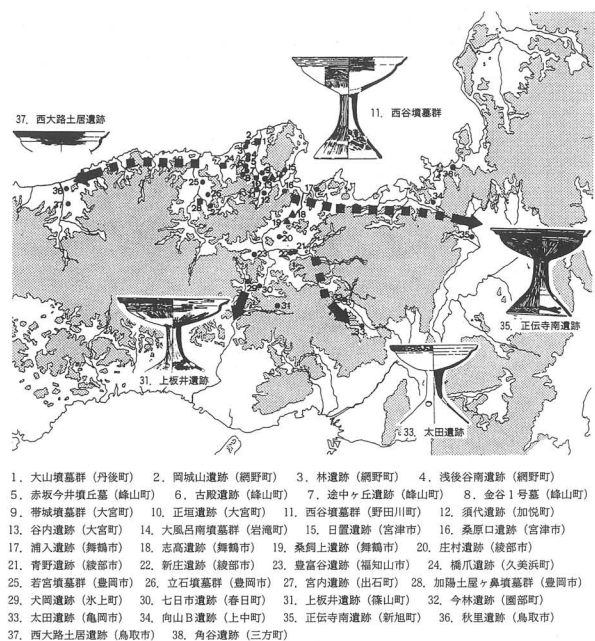 37. 西大路土居遺跡
11. 西谷墳墓群
35. 正伝寺南遺跡
31. 上板井遺跡
33. 太田遺跡
1. 大山墳墓群（丹後町） 2. 岡城山遺跡（網野町） 3. 林遺跡（網野町） 4. 浅後谷南遺跡（網野町）
5. 赤坂今井墳丘墓（峰山町） 6. 古殿遺跡（峰山町） 7. 途中ヶ丘遺跡（峰山町） 8. 金谷1号墓（峰山町）
9. 帯城墳墓群（大宮町） 10. 正垣遺跡（大宮町） 11. 西谷墳墓群（野田川町） 12. 須代遺跡（加悦町）
13. 谷内遺跡（大宮町） 14. 大風呂南墳墓群（岩滝町） 15. 日置遺跡（宮津市） 16. 桑原口遺跡（宮津市）
17. 浦入遺跡（舞鶴市） 18. 志高遺跡（舞鶴市） 19. 桑飼上遺跡（舞鶴市） 20. 庄村遺跡（綾部市）
21. 青野遺跡（綾部市） 22. 新庄遺跡（綾部市） 23. 豊富谷遺跡（福知山市） 24. 橋爪遺跡（久美浜町）
25. 若宮墳墓群（豊岡市） 26. 立石墳墓群（豊岡市） 27. 宮内遺跡（出石町） 28. 加陽土屋ヶ鼻墳墓群（豊岡市）
29. 犬岡遺跡（氷上町） 30. 七日市遺跡（春日町） 31. 上板井遺跡（篠山町） 32. 今林遺跡（園部町）
33. 太田遺跡（亀岡市） 34. 向山B遺跡（上中町） 35. 正伝寺南遺跡（新旭町） 36. 秋里遺跡（鳥取市）
37. 西大路土居遺跡（鳥取市） 38. 角谷遺跡（三方町）